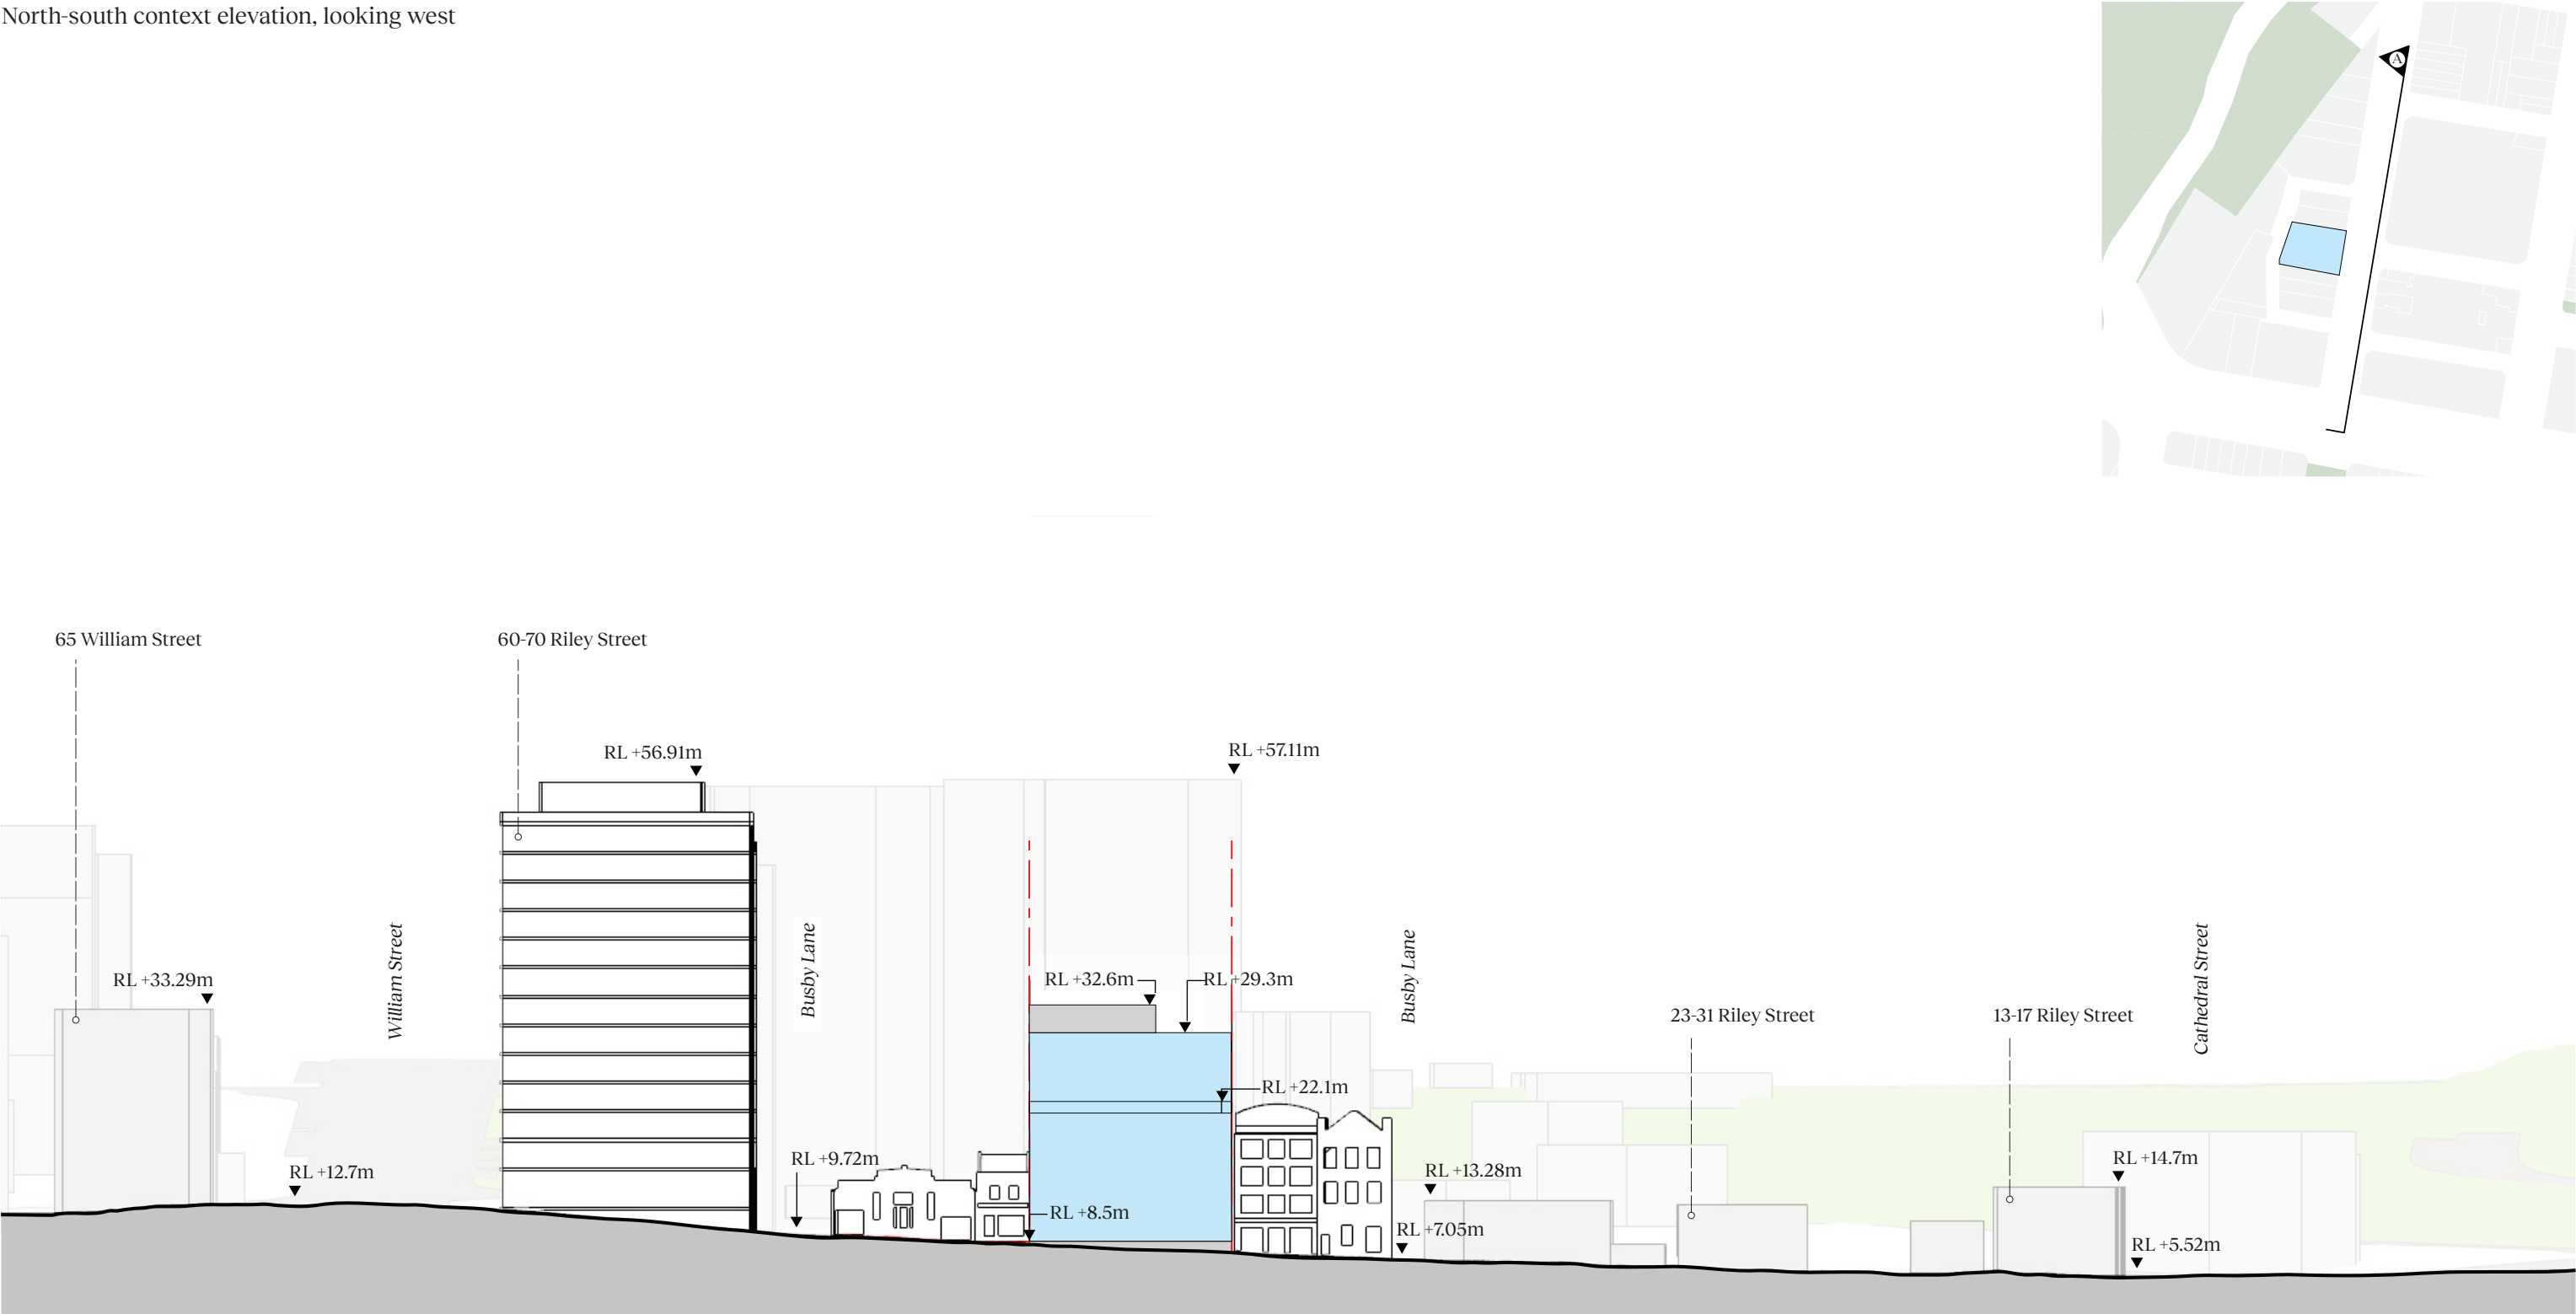 North-south context elevation, looking west
A
65 William Street
60-70 Riley Street
RL +56.91m
RL +57.11m
RL +33.29m
William Street
Busby Lane
RL +32.6m
RL +29.3m
Busby Lane
23-31 Riley Street
13-17 Riley Street
Cathedral Street
RL +22.1m
RL +12.7m
RL +9.72m
RL +13.28m
RL +14.7m
RL +8.5m
RL +7.05m
RL +5.52m